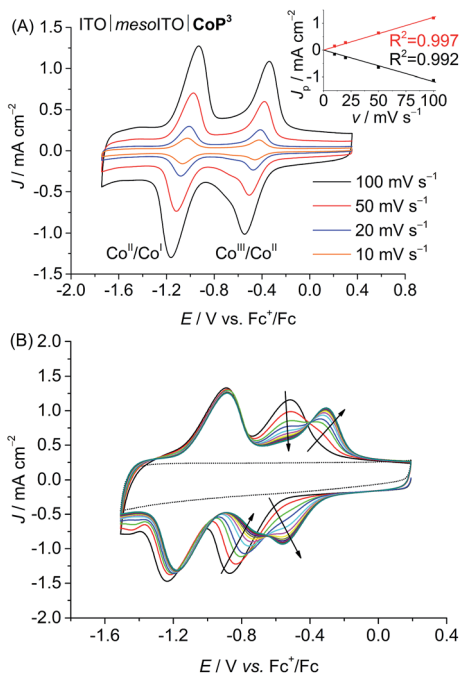 (A)
ITO|mesoITO|CoP³
J / mA cm⁻²
1.5
1.0
0.5
0.0
-0.5
-1.0
-1.5
Jₚ / mA cm⁻²
1
0
-1
R²=0.997
R²=0.992
0 20 40 60 80 100
v / mV s⁻¹
100 mV s⁻¹
50 mV s⁻¹
20 mV s⁻¹
10 mV s⁻¹
Coᴵᴵ/Coᴵ
Coᴵᴵᴵ/Coᴵᴵ
-2.0 -1.6 -1.2 -0.8 -0.4 0.0 0.4 0.8
E / V vs. Fc⁺/Fc
(B)
J / mA cm⁻²
2.0
1.5
1.0
0.5
0.0
-0.5
-1.0
-1.5
-2.0
-1.6 -1.2 -0.8 -0.4 0.0 0.4
E / V vs. Fc⁺/Fc